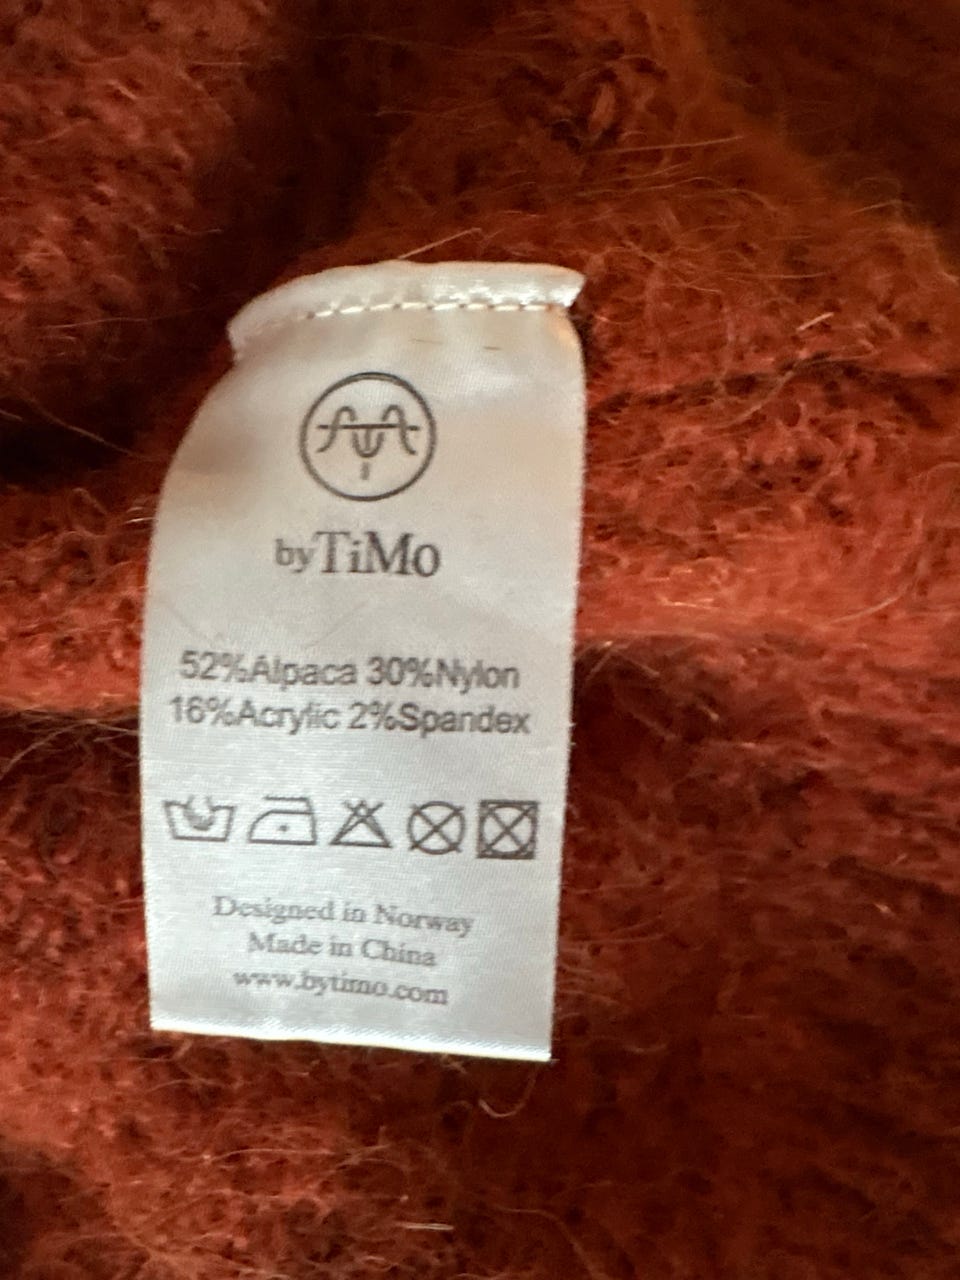 byTiMo
52%Alpaca 30%Nylon
16%Acrylic 2%Spandex
Designed in Norway
Made in China
www.bytimo.com